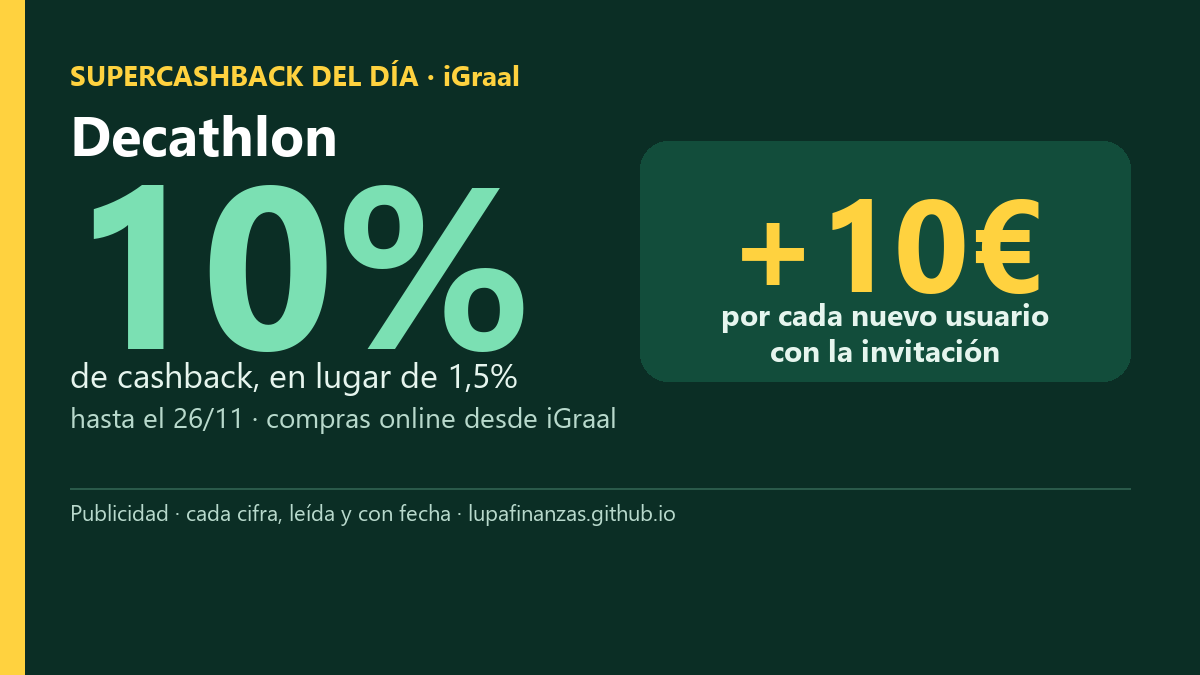 SUPERCASHBACK DEL DÍA · iGraal
Decathlon
10%
de cashback, en lugar de 1,5%
hasta el 26/11 · compras online desde iGraal
+10€
por cada nuevo usuario
con la invitación
Publicidad · cada cifra, leída y con fecha · lupafinanzas.github.io